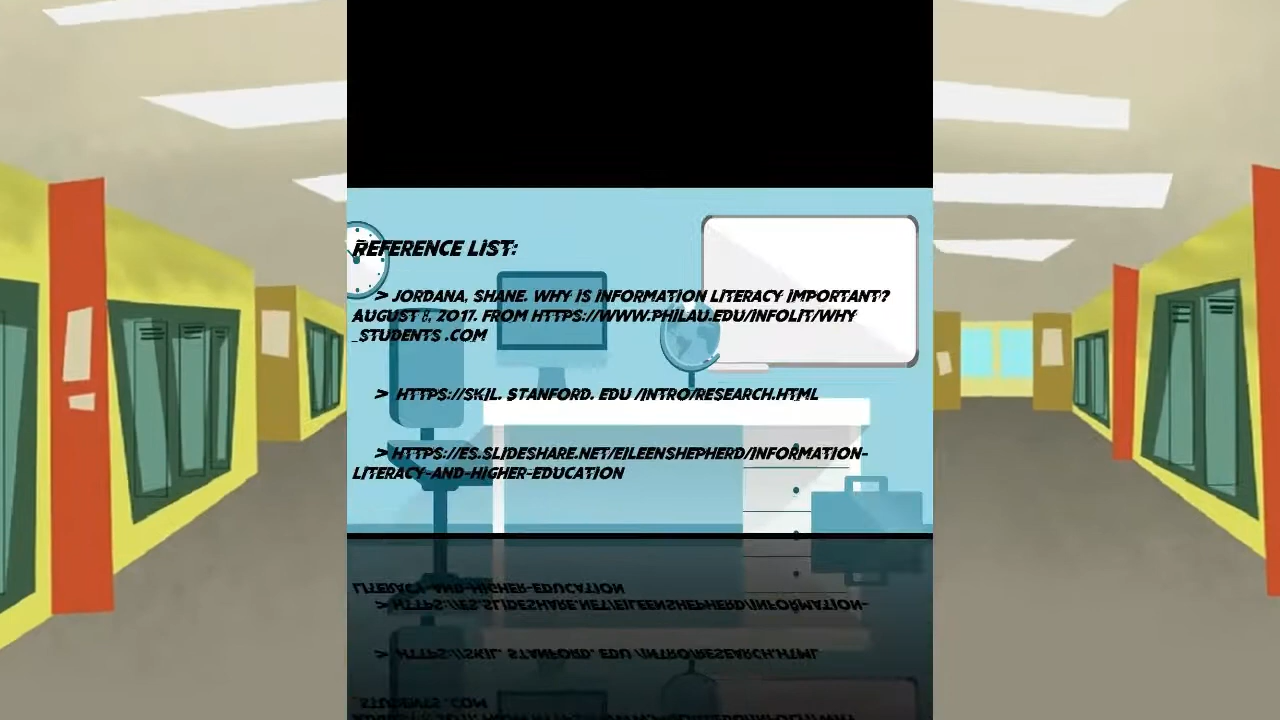 REFERENCE LIST:
> JORDANA, SHANE. WHY IS INFORMATION LITERACY IMPORTANT?
AUGUST 8, 2017. FROM HTTPS://WWW.PHILAU.EDU/INFOLIT/WHY
_STUDENTS .COM
> HTTPS://SKIL. STANFORD. EDU /INTRO/RESEARCH.HTML
> HTTPS://ES.SLIDESHARE.NET/EILEENSHEPHERD/INFORMATION-
LITERACY-AND-HIGHER-EDUCATION